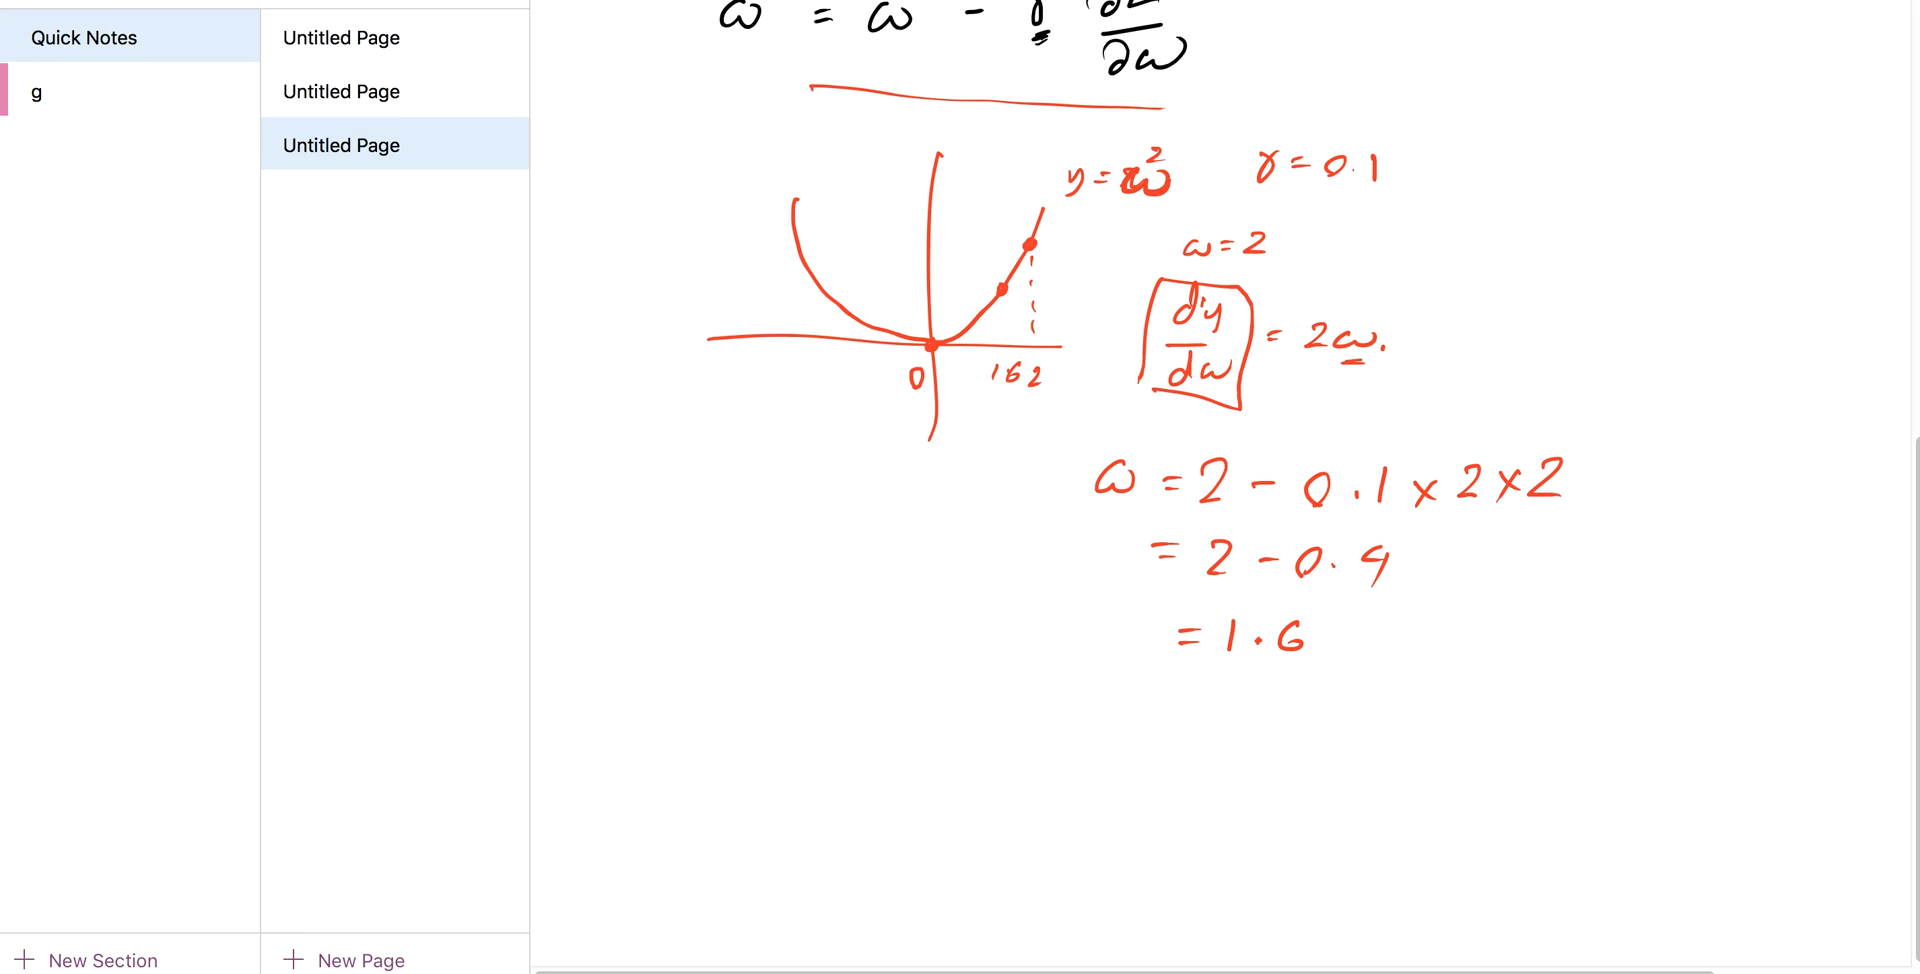 Quick Notes
g
New Section
Untitled Page
Untitled Page
Untitled Page
New Page
ω = ω - γ ∂L/∂ω
y = ω² γ = 0.1
ω = 2
dy/dω = 2ω.
0 1.6 2
ω = 2 - 0.1 × 2 × 2
= 2 - 0.4
= 1.6